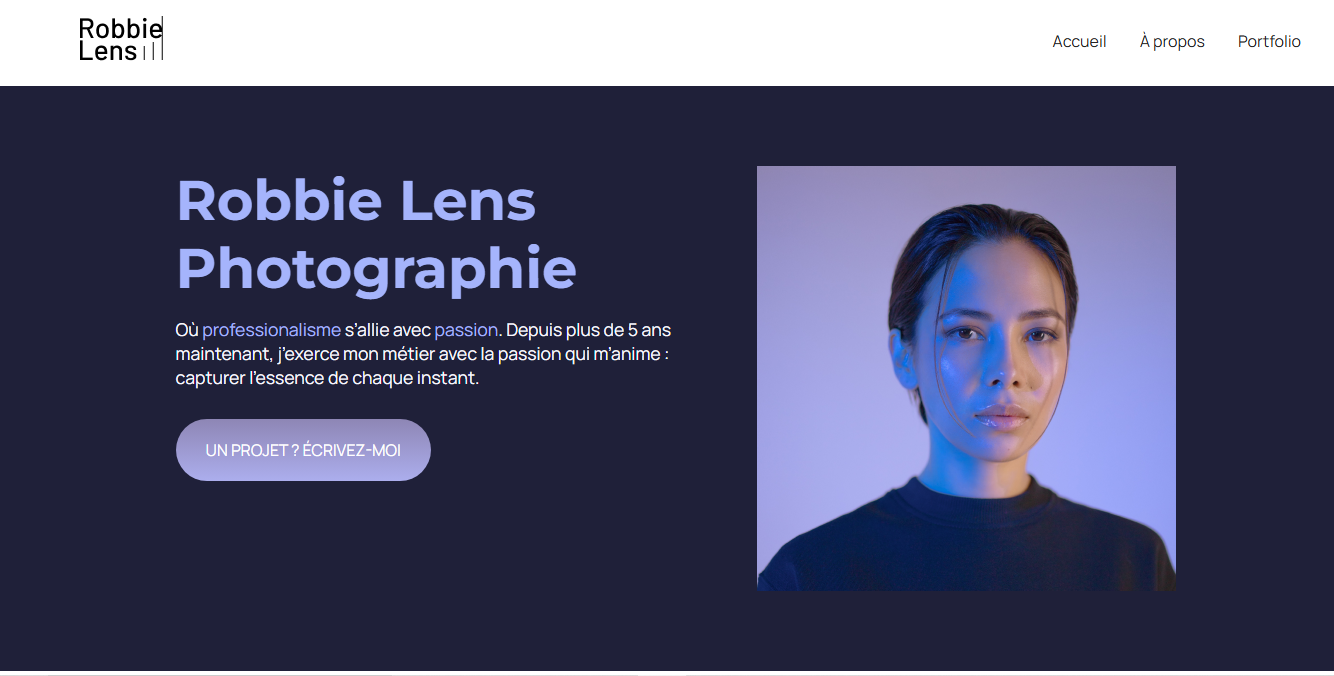 Robbie
Lens
Accueil
À propos
Portfolio
Robbie Lens
Photographie
Où professionalisme s’allie avec passion. Depuis plus de 5 ans
maintenant, j’exerce mon métier avec la passion qui m’anime :
capturer l’essence de chaque instant.
UN PROJET ? ÉCRIVEZ-MOI